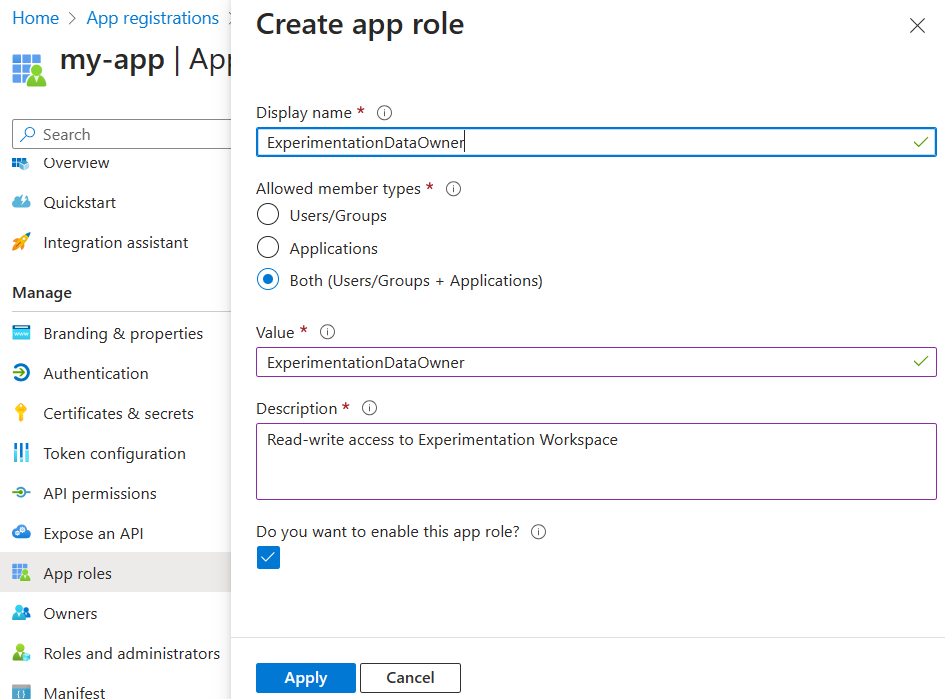 Home > App registrations >
my-app | App
Search
Overview
Quickstart
Integration assistant
Manage
Branding & properties
Authentication
Certificates & secrets
Token configuration
API permissions
Expose an API
App roles
Owners
Roles and administrators
Manifest
Create app role
Display name *
ExperimentationDataOwner
Allowed member types *
Users/Groups
Applications
Both (Users/Groups + Applications)
Value *
ExperimentationDataOwner
Description *
Read-write access to Experimentation Workspace
Do you want to enable this app role?
Apply
Cancel